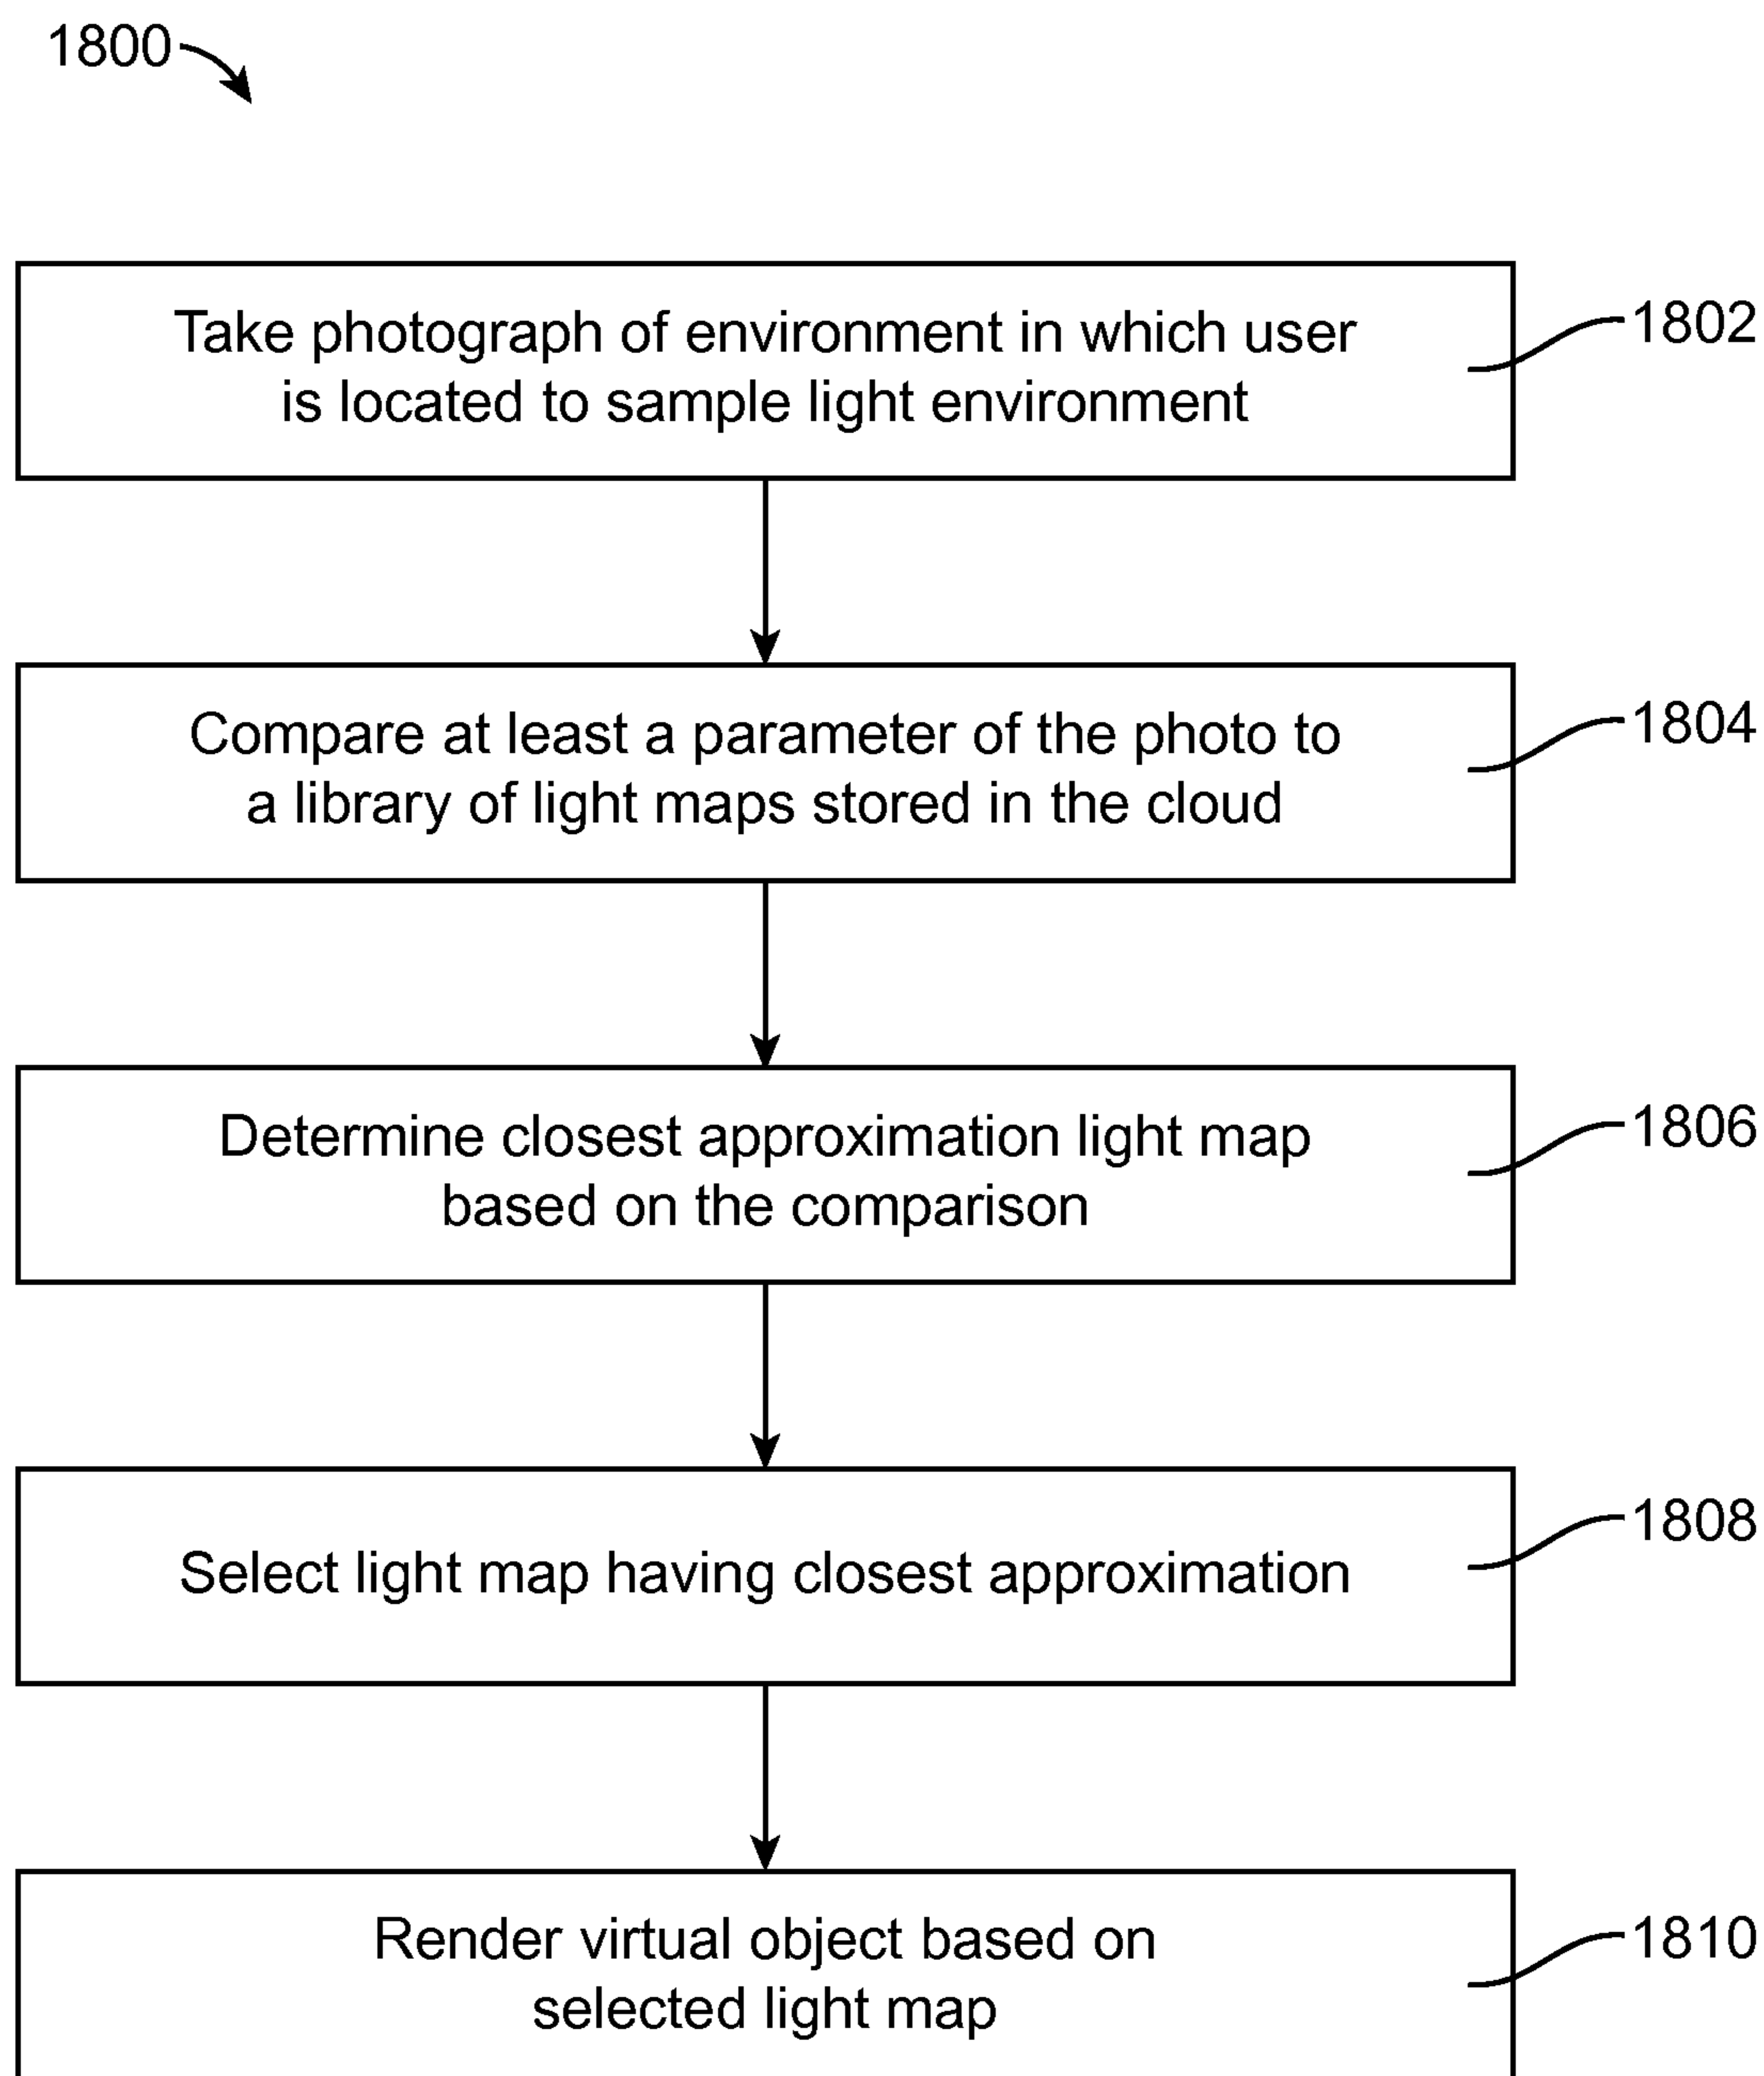 1800
Take photograph of environment in which user
is located to sample light environment
1802
Compare at least a parameter of the photo to
a library of light maps stored in the cloud
1804
Determine closest approximation light map
based on the comparison
1806
Select light map having closest approximation
1808
Render virtual object based on
selected light map
1810